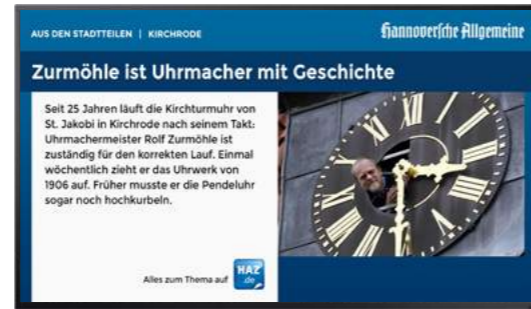 AUS DEN STADTTEILEN | KIRCHRODE
Hannoversche Allgemeine
Zurmöhle ist Uhrmacher mit Geschichte
Seit 25 Jahren läuft die Kirchturmuhr von
St. Jakobi in Kirchrode nach seinem Takt:
Uhrmachermeister Rolf Zurmöhle ist
zuständig für den korrekten Lauf. Einmal
wöchentlich zieht er das Uhrwerk von
1906 auf. Früher musste er die Pendeluhr
sogar noch hochkurbeln.
Alles zum Thema auf
HAZ
.de